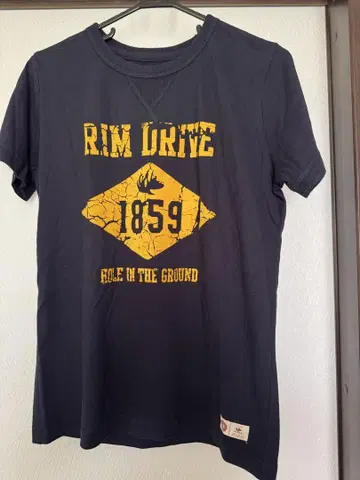 RIM DRIVE
1859
HOLE IN THE GROUND